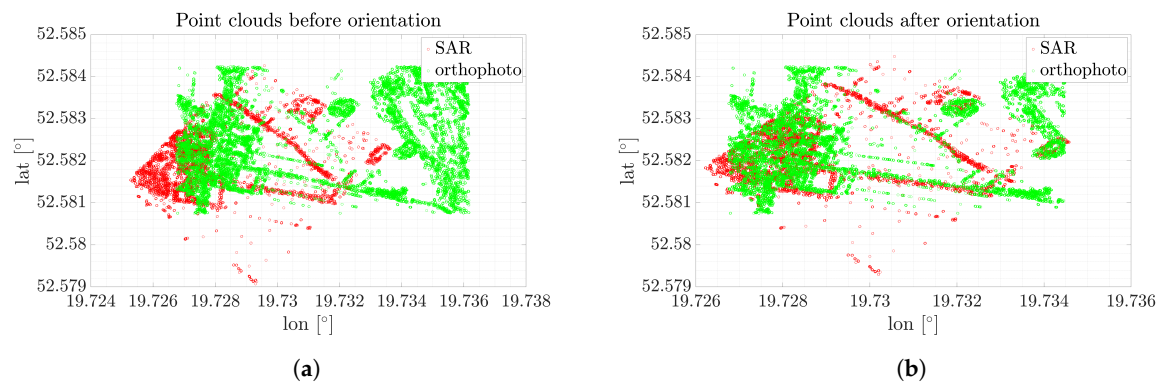 Point clouds before orientation
52.585
52.584
52.583
52.582
52.581
52.58
52.579
lat [°]
SAR
orthophoto
19.724 19.726 19.728 19.73 19.732 19.734 19.736 19.738
lon [°]
(a)
Point clouds after orientation
52.585
52.584
52.583
52.582
52.581
52.58
52.579
lat [°]
SAR
orthophoto
19.726 19.728 19.73 19.732 19.734 19.736
lon [°]
(b)